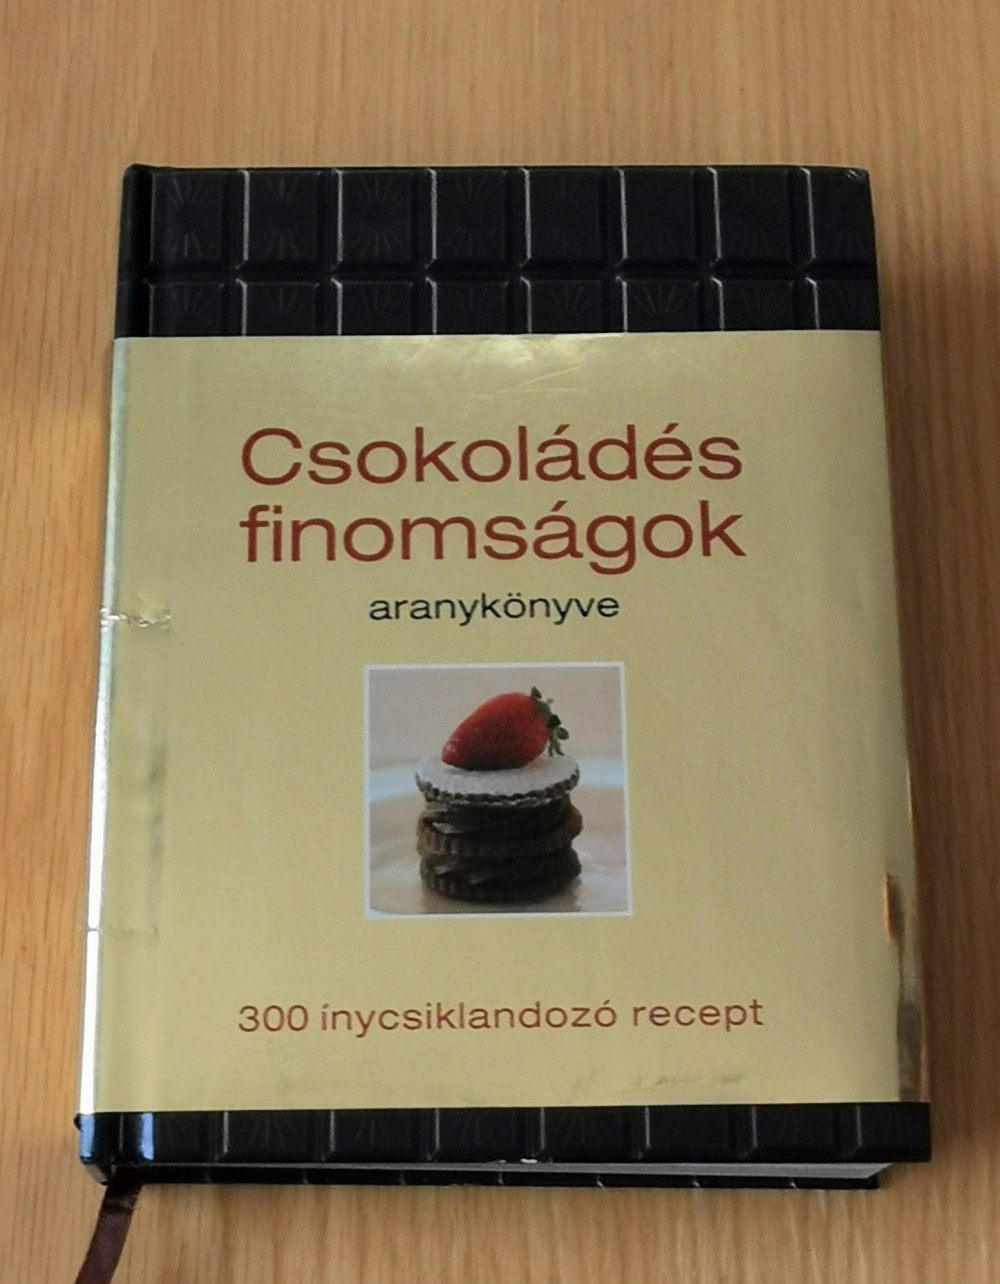 Csokoládés
finomságok
aranykönyve
300 ínycsiklandozó recept